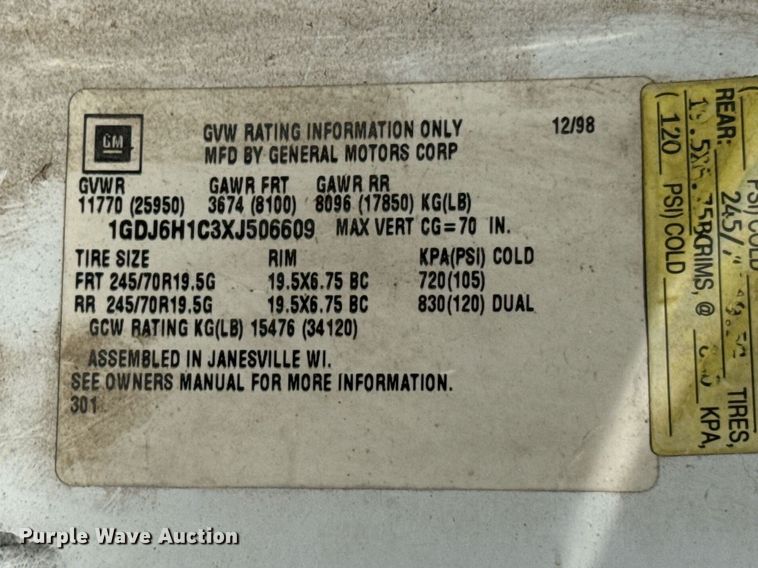 GM
GVW RATING INFORMATION ONLY 12/98
MFD BY GENERAL MOTORS CORP
GVWR GAWR FRT GAWR RR
11770 (25950) 3674 (8100) 8096 (17850) KG(LB)
1GDJ6H1C3XJ506609 MAX VERT CG=70 IN.
TIRE SIZE RIM KPA(PSI) COLD
FRT 245/70R19.5G 19.5X6.75 BC 720(105)
RR 245/70R19.5G 19.5X6.75 BC 830(120) DUAL
GCW RATING KG(LB) 15476 (34120)
ASSEMBLED IN JANESVILLE WI.
SEE OWNERS MANUAL FOR MORE INFORMATION.
301
PSI) COLD
REAR: TIRES,
RIMS, @ KPA,
( 120 PSI) COLD
Purple Wave Auction